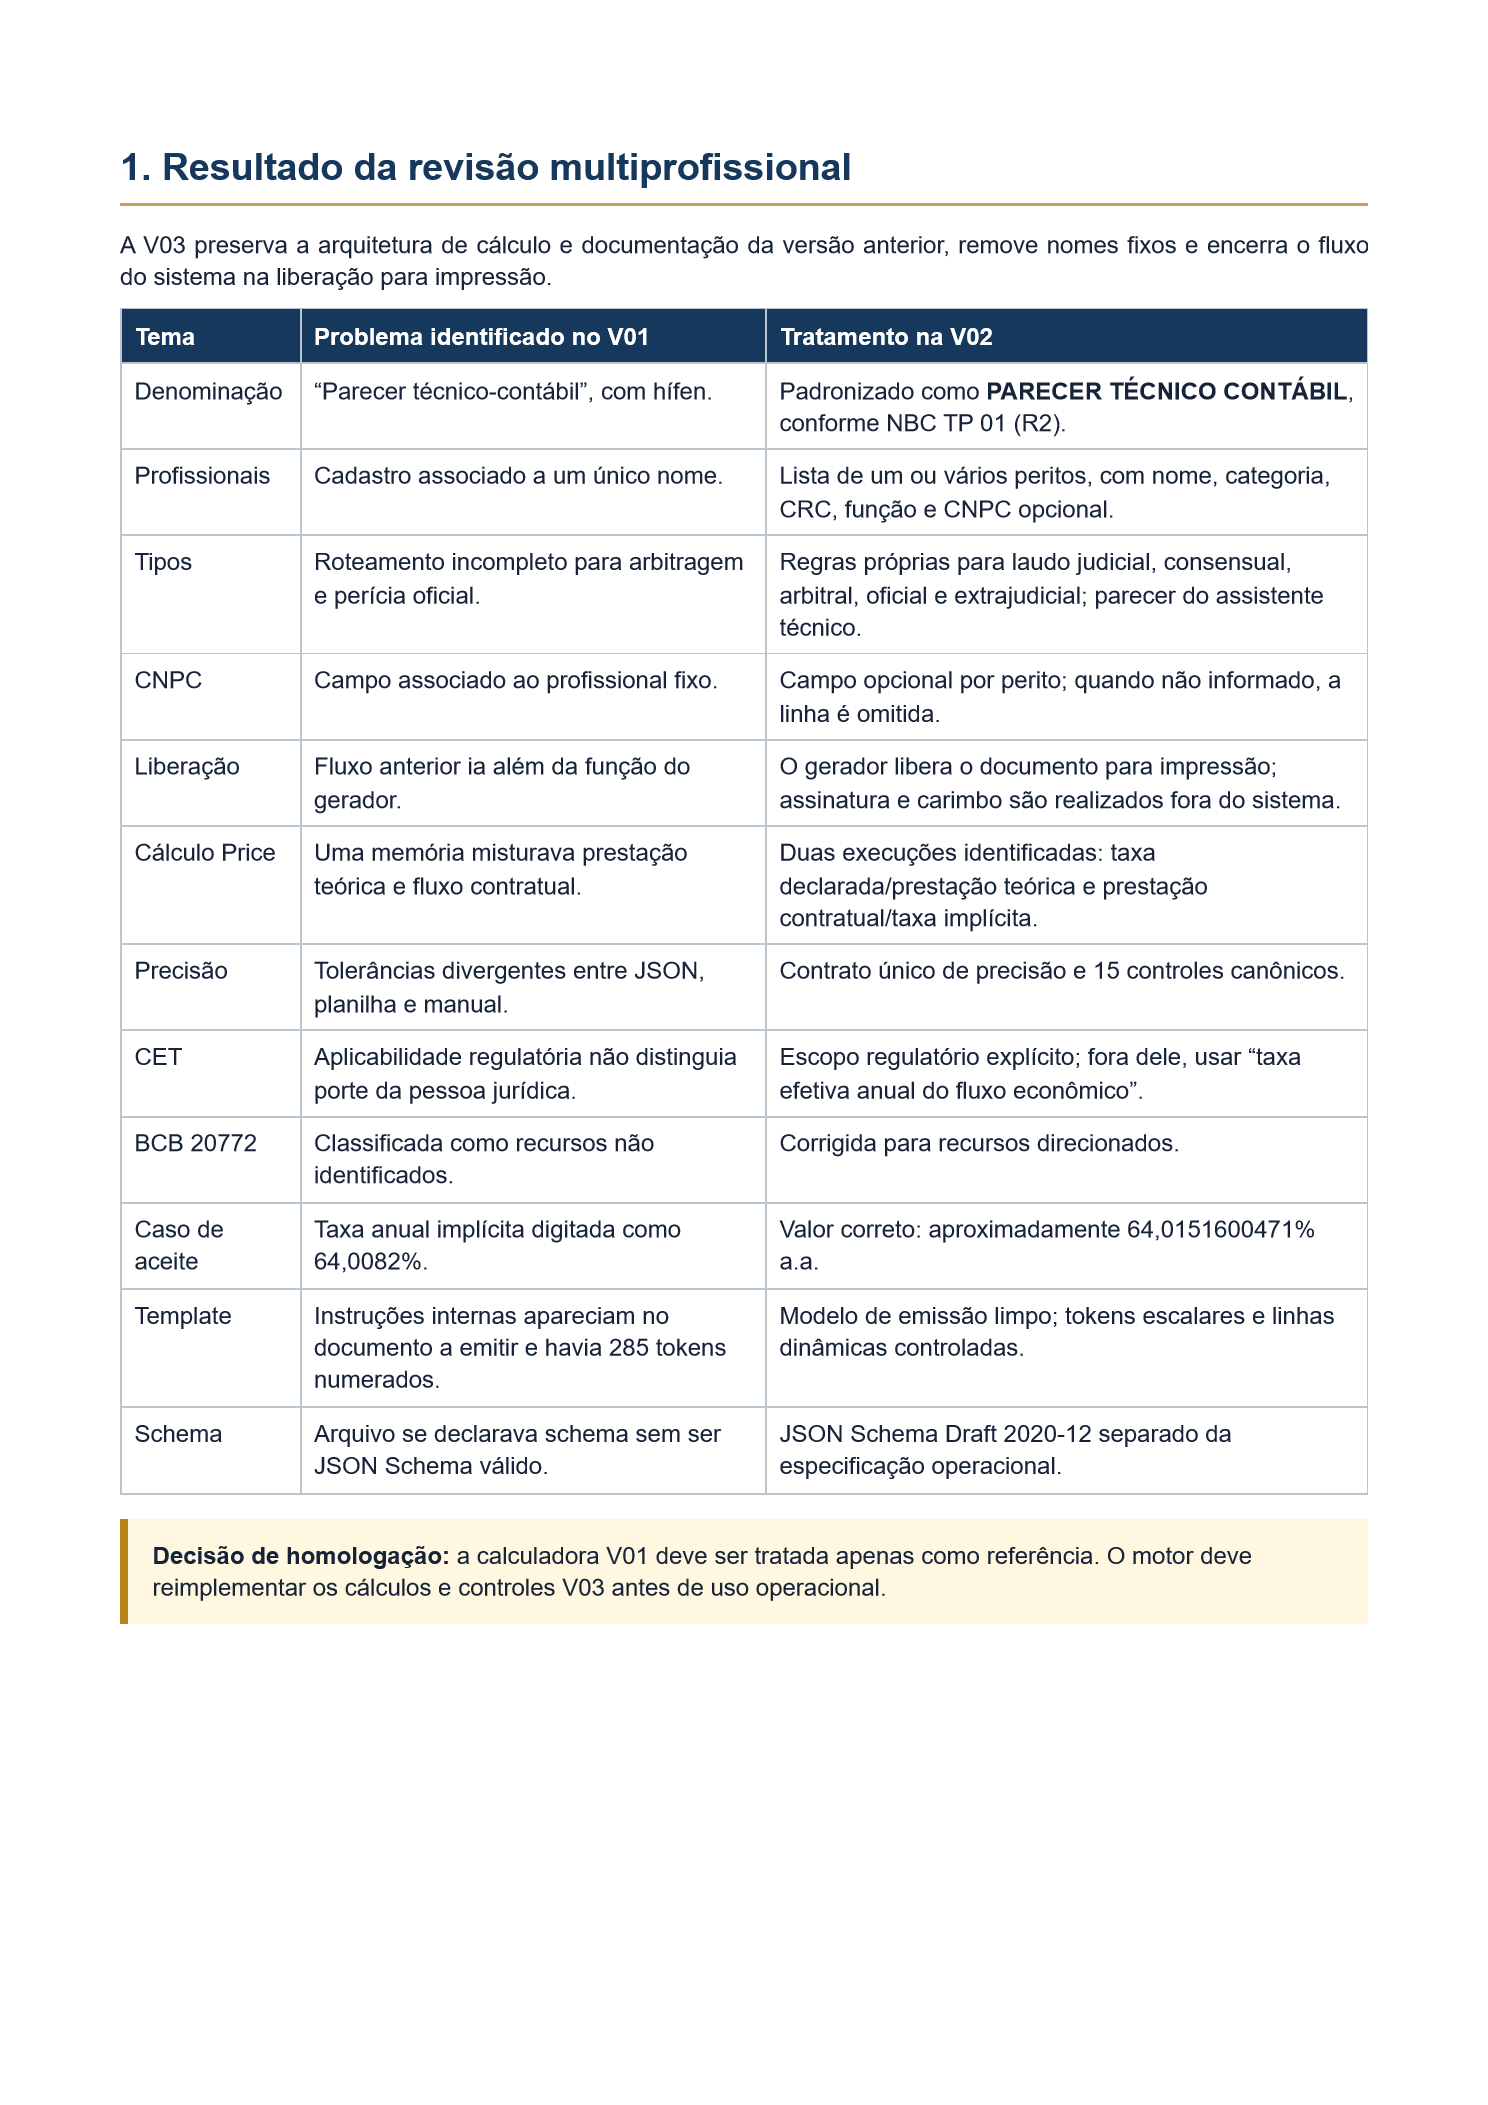 1. Resultado da revisão multiprofissional
A V03 preserva a arquitetura de cálculo e documentação da versão anterior, remove nomes fixos e encerra o fluxo
do sistema na liberação para impressão.
Tema
Problema identificado no V01
Tratamento na V02
Denominação
“Parecer técnico-contábil”, com hífen.
Padronizado como PARECER TÉCNICO CONTÁBIL,
conforme NBC TP 01 (R2).
Profissionais
Cadastro associado a um único nome.
Lista de um ou vários peritos, com nome, categoria,
CRC, função e CNPC opcional.
Tipos
Roteamento incompleto para arbitragem
e perícia oficial.
Regras próprias para laudo judicial, consensual,
arbitral, oficial e extrajudicial; parecer do assistente
técnico.
CNPC
Campo associado ao profissional fixo.
Campo opcional por perito; quando não informado, a
linha é omitida.
Liberação
Fluxo anterior ia além da função do
gerador.
O gerador libera o documento para impressão;
assinatura e carimbo são realizados fora do sistema.
Cálculo Price
Uma memória misturava prestação
teórica e fluxo contratual.
Duas execuções identificadas: taxa
declarada/prestação teórica e prestação
contratual/taxa implícita.
Precisão
Tolerâncias divergentes entre JSON,
planilha e manual.
Contrato único de precisão e 15 controles canônicos.
CET
Aplicabilidade regulatória não distinguia
porte da pessoa jurídica.
Escopo regulatório explícito; fora dele, usar “taxa
efetiva anual do fluxo econômico”.
BCB 20772
Classificada como recursos não
identificados.
Corrigida para recursos direcionados.
Caso de
aceite
Taxa anual implícita digitada como
64,0082%.
Valor correto: aproximadamente 64,0151600471%
a.a.
Template
Instruções internas apareciam no
documento a emitir e havia 285 tokens
numerados.
Modelo de emissão limpo; tokens escalares e linhas
dinâmicas controladas.
Schema
Arquivo se declarava schema sem ser
JSON Schema válido.
JSON Schema Draft 2020-12 separado da
especificação operacional.
Decisão de homologação: a calculadora V01 deve ser tratada apenas como referência. O motor deve
reimplementar os cálculos e controles V03 antes de uso operacional.